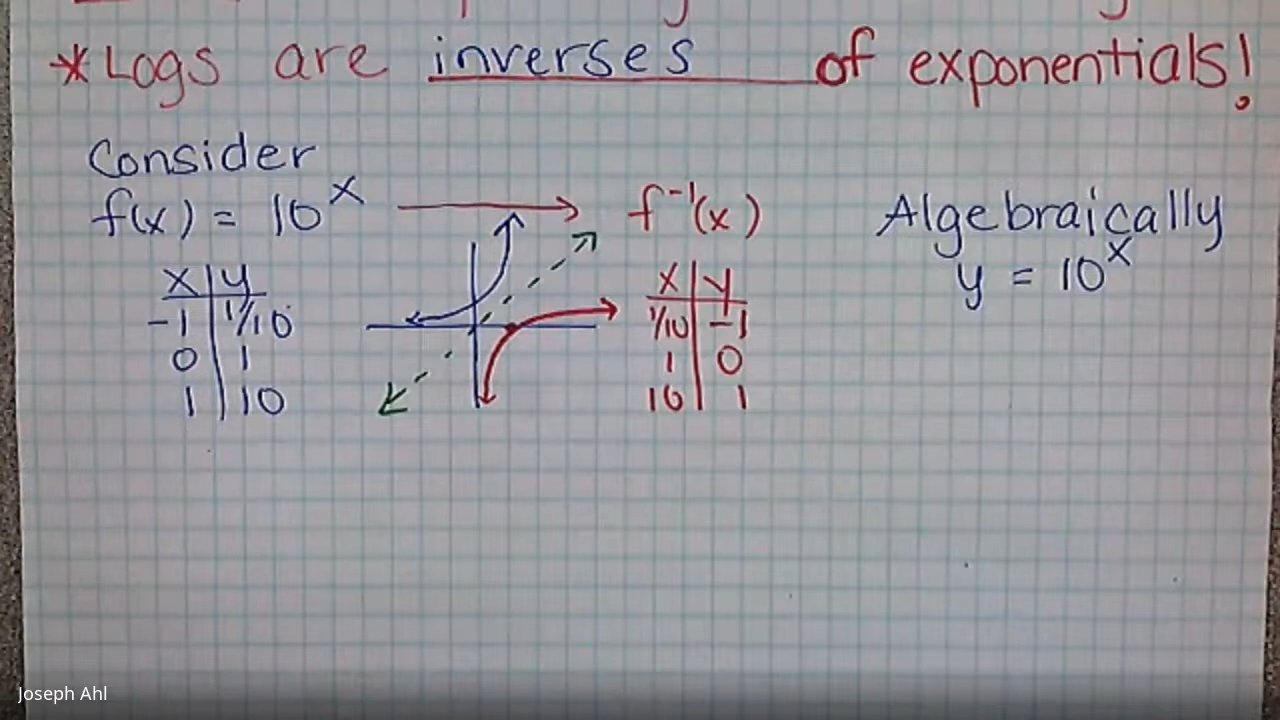 *Logs are inverses of exponentials!
Consider
f(x) = 10^x
f⁻¹(x)
Algebraically
y = 10^x
x | y
-1 | 1/10
0 | 1
1 | 10
x | y
1/10 | -1
1 | 0
10 | 1
Joseph Ahl